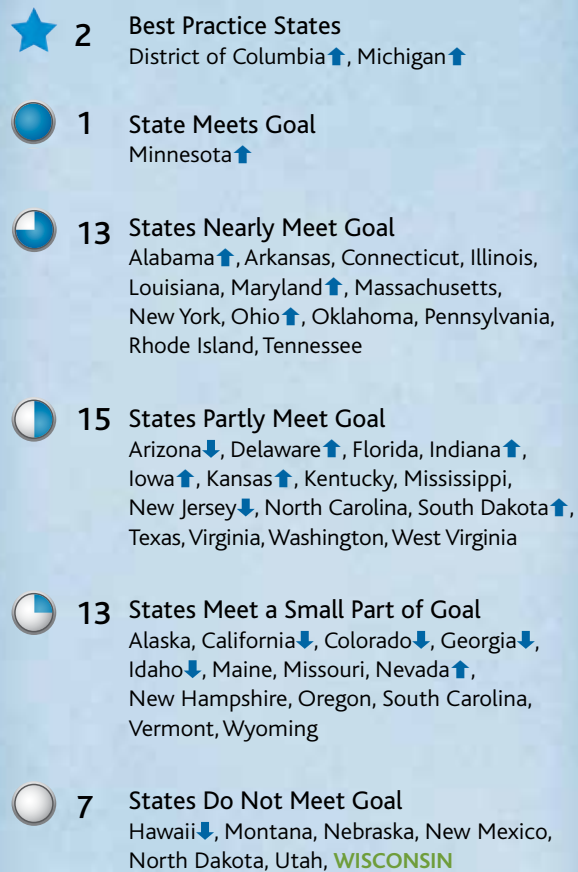 2 Best Practice States
District of Columbia⬆, Michigan⬆
1 State Meets Goal
Minnesota⬆
13 States Nearly Meet Goal
Alabama⬆, Arkansas, Connecticut, Illinois,
Louisiana, Maryland⬆, Massachusetts,
New York, Ohio⬆, Oklahoma, Pennsylvania,
Rhode Island, Tennessee
15 States Partly Meet Goal
Arizona⬇, Delaware⬆, Florida, Indiana⬆,
Iowa⬆, Kansas⬆, Kentucky, Mississippi,
New Jersey⬇, North Carolina, South Dakota⬆,
Texas, Virginia, Washington, West Virginia
13 States Meet a Small Part of Goal
Alaska, California⬇, Colorado⬇, Georgia⬇,
Idaho⬇, Maine, Missouri, Nevada⬆,
New Hampshire, Oregon, South Carolina,
Vermont, Wyoming
7 States Do Not Meet Goal
Hawaii⬇, Montana, Nebraska, New Mexico,
North Dakota, Utah, WISCONSIN